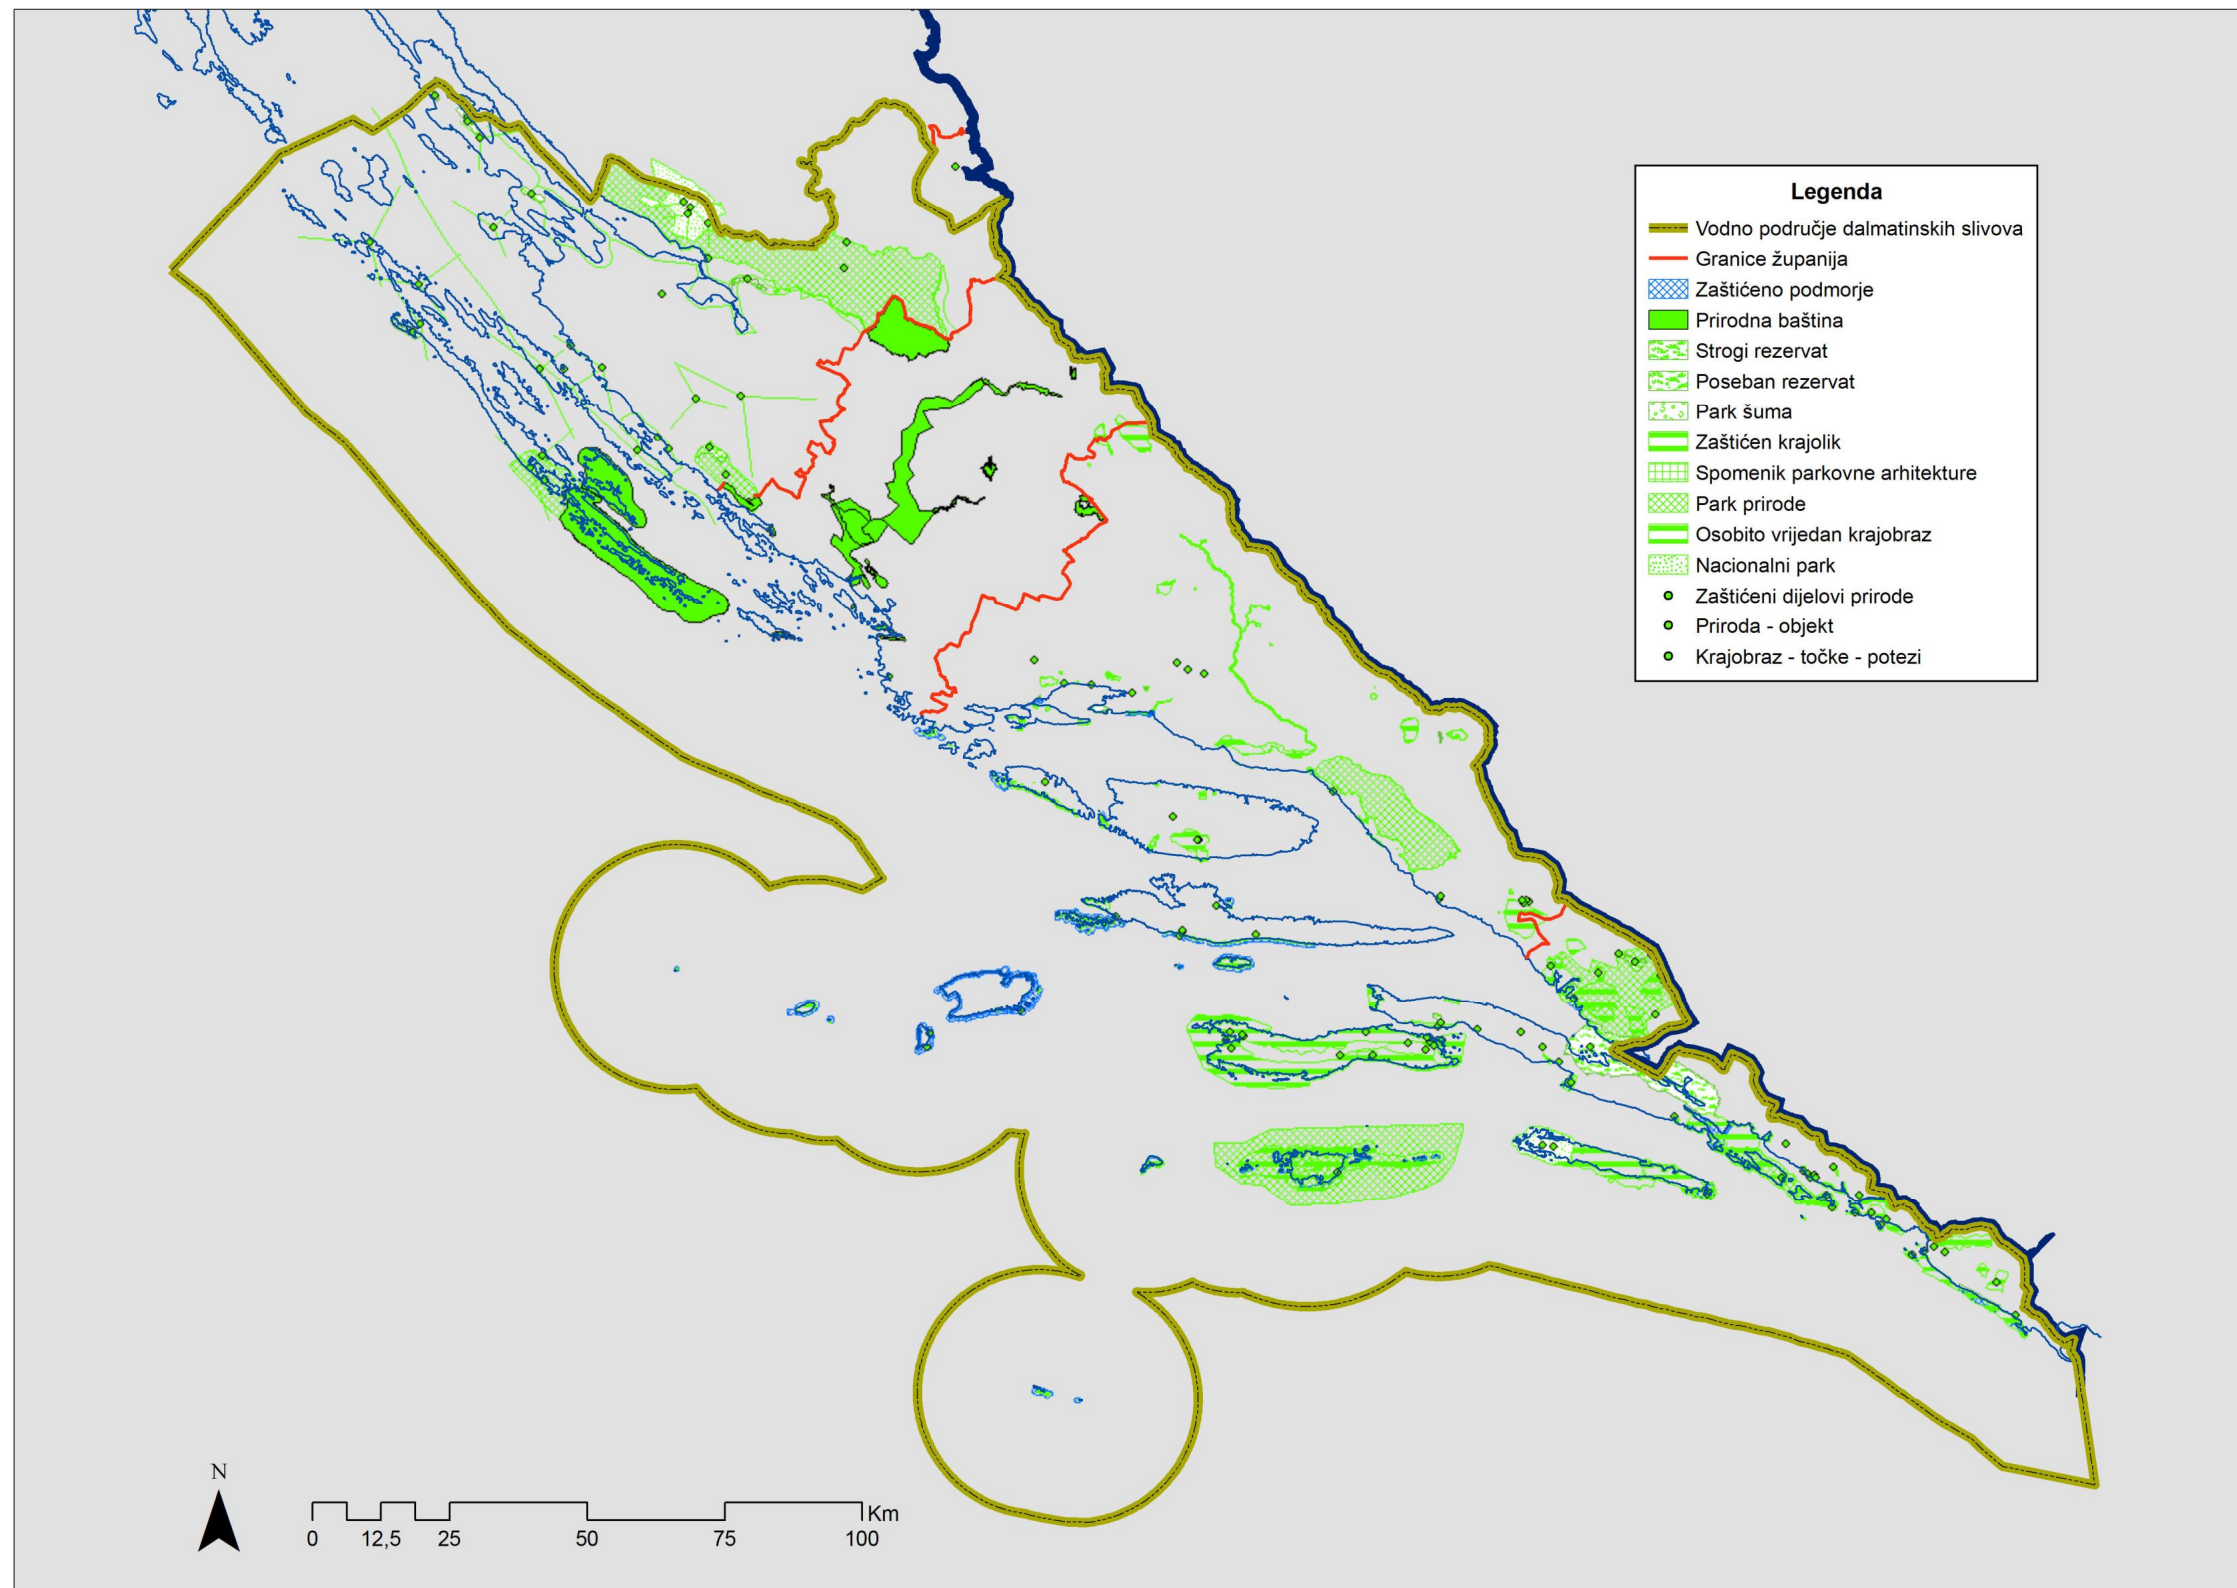 Legenda
Vodno područje dalmatinskih slivova
Granice županija
Zaštićeno podmorje
Prirodna baština
Strogi rezervat
Poseban rezervat
Park šuma
Zaštićen krajolik
Spomenik parkovne arhitekture
Park prirode
Osobito vrijedan krajobraz
Nacionalni park
Zaštićeni dijelovi prirode
Priroda - objekt
Krajobraz - točke - potezi
N
Km
0 12,5 25 50 75 100